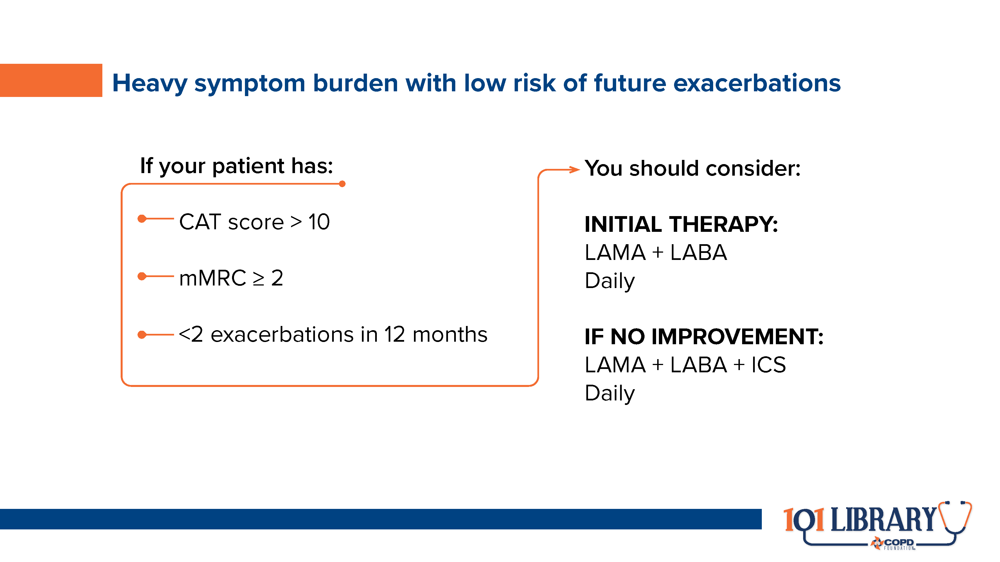 Heavy symptom burden with low risk of future exacerbations
If your patient has:
CAT score > 10
mMRC ≥ 2
<2 exacerbations in 12 months
You should consider:
INITIAL THERAPY:
LAMA + LABA
Daily
IF NO IMPROVEMENT:
LAMA + LABA + ICS
Daily
101 LIBRARY
COPD
FOUNDATION®